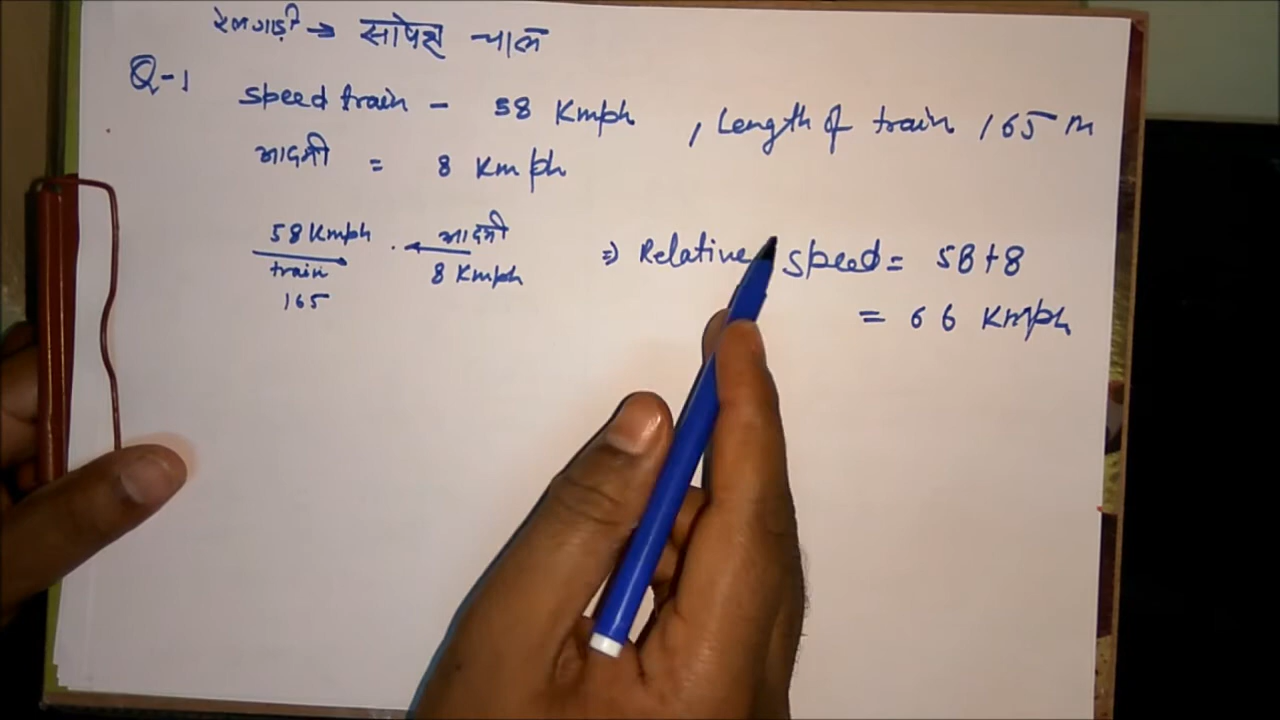 रेलगाड़ी → सापेक्ष चाल
Q-1
Speed train - 58 Kmph , Length of train 165 m
आदमी = 8 Kmph
58 Kmph
train
165
आदमी
8 Kmph
⇒ Relative speed = 58+8
= 66 Kmph